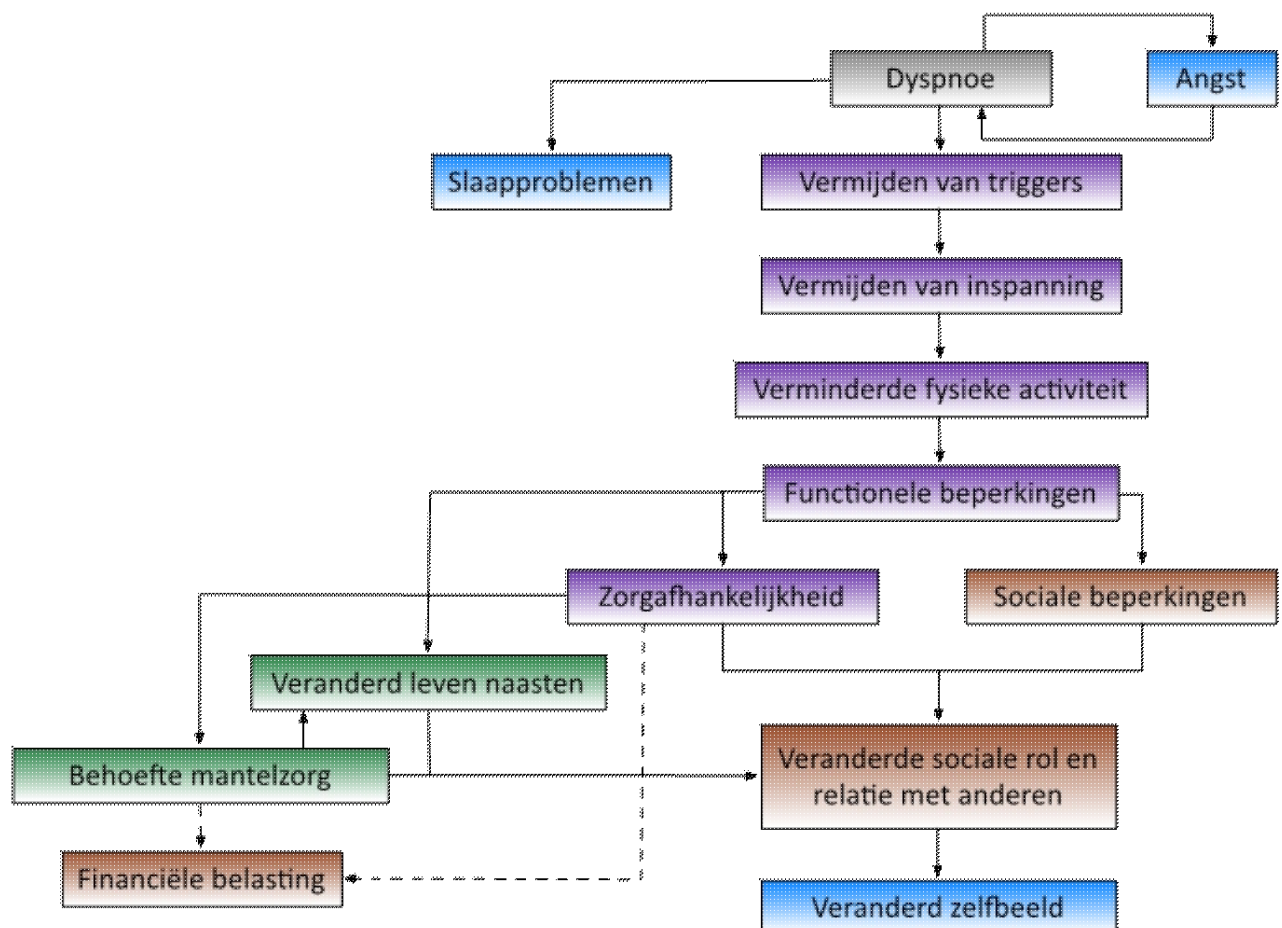 Dyspnoe
Angst
Slaapproblemen
Vermijden van triggers
Vermijden van inspanning
Verminderde fysieke activiteit
Functionele beperkingen
Zorgafhankelijkheid
Sociale beperkingen
Veranderd leven naasten
Behoefte mantelzorg
Veranderde sociale rol en
relatie met anderen
Financiële belasting
Veranderd zelfbeeld